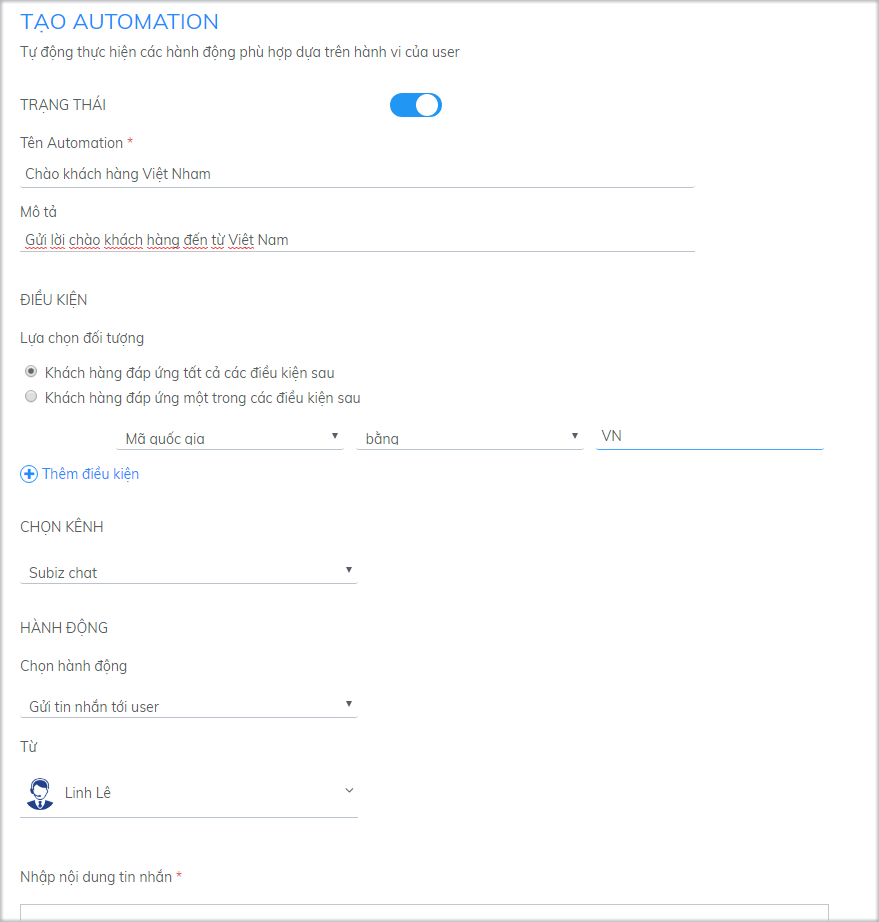 TẠO AUTOMATION
Tự động thực hiện các hành động phù hợp dựa trên hành vi của user
TRẠNG THÁI
Tên Automation *
Chào khách hàng Việt Nham
Mô tả
Gửi lời chào khách hàng đến từ Việt Nam
ĐIỀU KIỆN
Lựa chọn đối tượng
Khách hàng đáp ứng tất cả các điều kiện sau
Khách hàng đáp ứng một trong các điều kiện sau
Mã quốc gia bằng VN
Thêm điều kiện
CHỌN KÊNH
Subiz chat
HÀNH ĐỘNG
Chọn hành động
Gửi tin nhắn tới user
Từ
Linh Lê
Nhập nội dung tin nhắn *